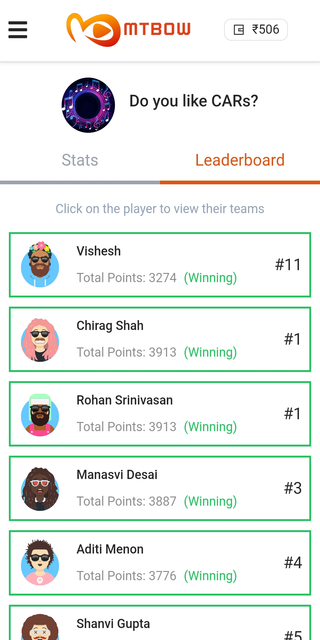 MTBOW
₹506
Do you like CARs?
Stats
Leaderboard
Click on the player to view their teams
Vishesh
Total Points: 3274 (Winning)
#11
Chirag Shah
Total Points: 3913 (Winning)
#1
Rohan Srinivasan
Total Points: 3913 (Winning)
#1
Manasvi Desai
Total Points: 3887 (Winning)
#3
Aditi Menon
Total Points: 3776 (Winning)
#4
Shanvi Gupta
#5